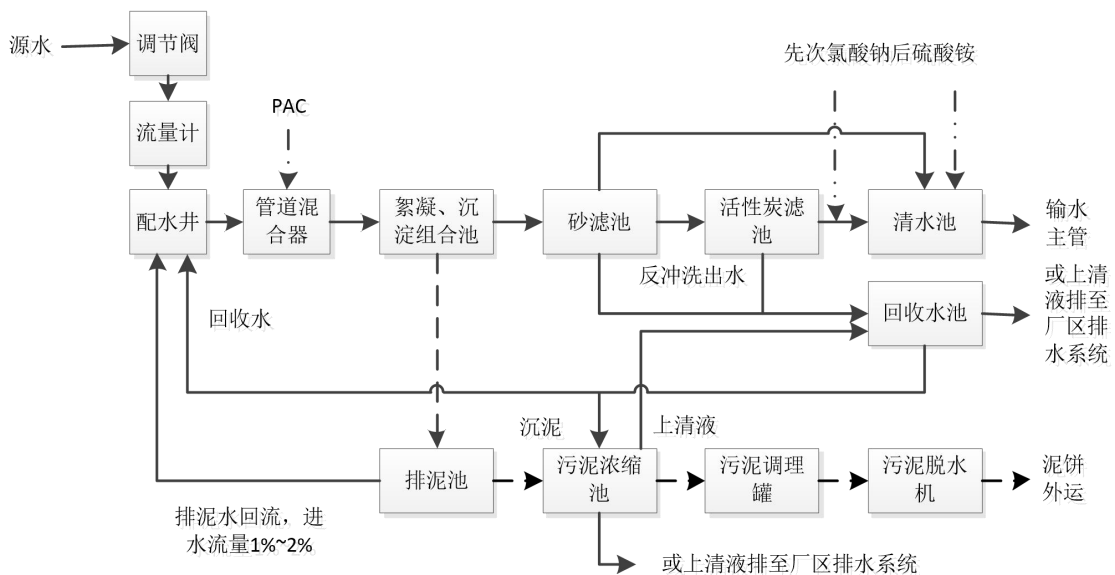 源水
调节阀
先次氯酸钠后硫酸铵
流量计
PAC
配水井
管道混
合器
絮凝、沉
淀组合池
砂滤池
活性炭滤
池
清水池
输水
主管
反冲洗出水
回收水
回收水池
或上清
液排至
厂区排
水系统
沉泥
上清液
排泥池
污泥浓缩
池
污泥调理
罐
污泥脱水
机
泥饼
外运
排泥水回流，进
水流量1%~2%
或上清液排至厂区排水系统